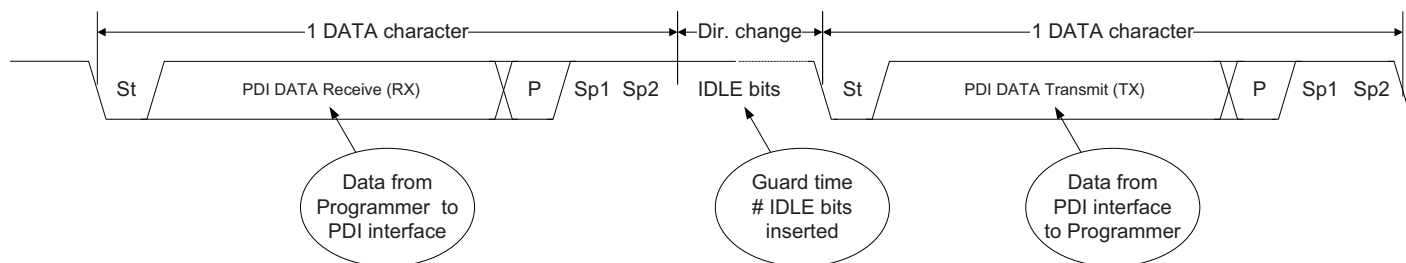 1 DATA character
Dir. change
1 DATA character
St
PDI DATA Receive (RX)
P
Sp1
Sp2
IDLE bits
St
PDI DATA Transmit (TX)
P
Sp1
Sp2
Data from
Programmer to
PDI interface
Guard time
# IDLE bits
inserted
Data from
PDI interface
to Programmer